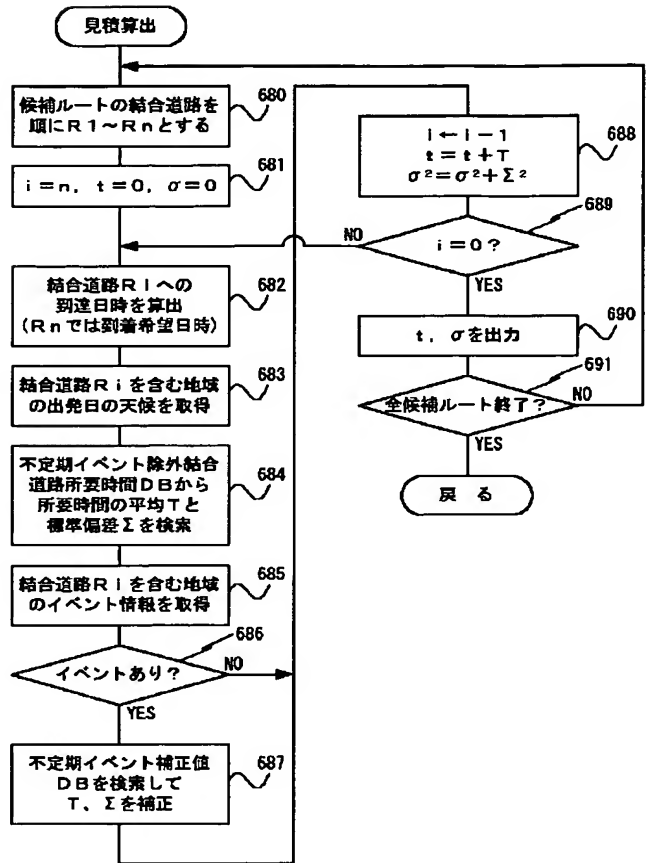 見積算出
候補ルートの結合道路を
順にR1～Rnとする
680
i=n, t=0, σ=0
681
結合道路Riへの
到達日時を算出
(Rnでは到着希望日時)
682
結合道路Riを含む地域
の出発日の天候を取得
683
不定期イベント除外結合
道路所要時間DBから
所要時間の平均Tと
標準偏差Σを検索
684
結合道路Riを含む地域
のイベント情報を取得
685
イベントあり?
686
NO
YES
不定期イベント補正値
DBを検索して
T、Σを補正
687
i←i-1
t=t+T
σ²=σ²+Σ²
688
i=0?
689
NO
YES
t、σを出力
690
全候補ルート終了?
691
NO
YES
戻る